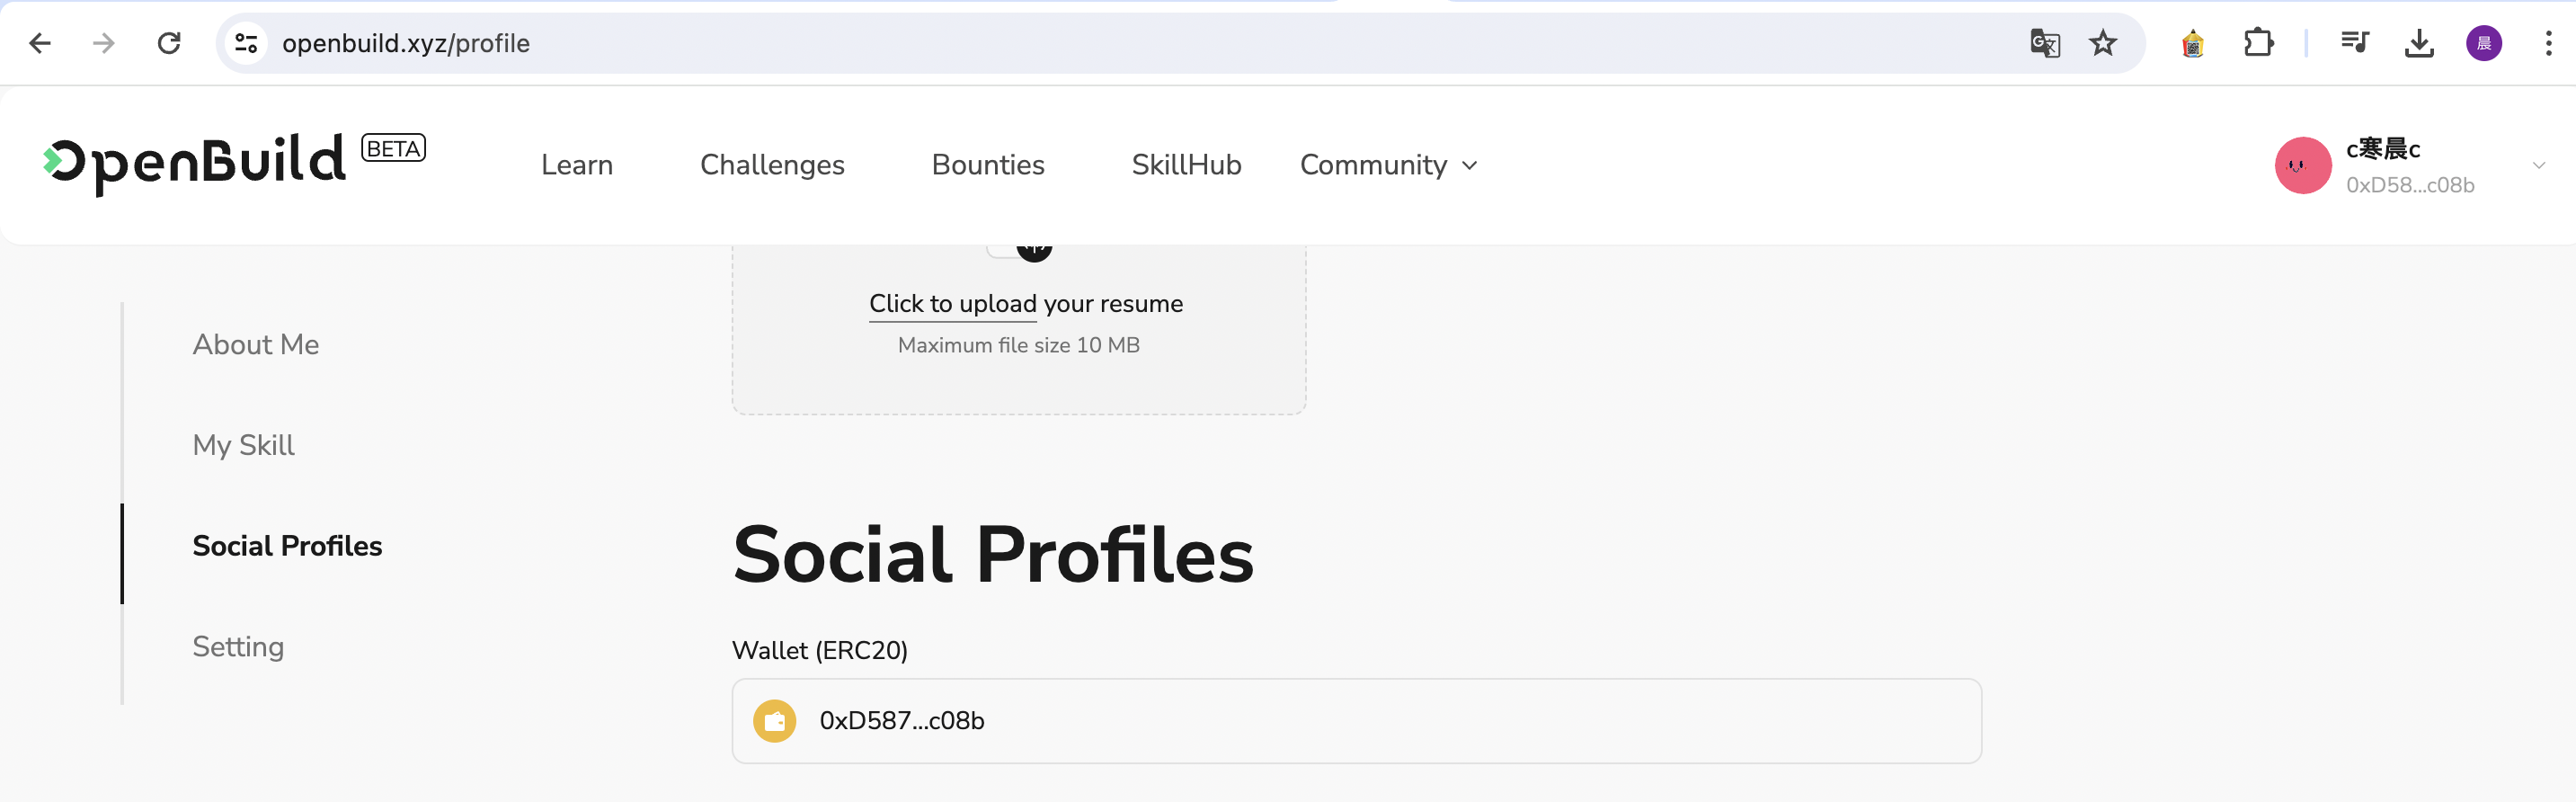 openbuild.xyz/profile
晨
OpenBuild BETA
Learn
Challenges
Bounties
SkillHub
Community
c寒晨c
0xD58...c08b
Click to upload your resume
Maximum file size 10 MB
About Me
My Skill
Social Profiles
Setting
Social Profiles
Wallet (ERC20)
0xD587...c08b